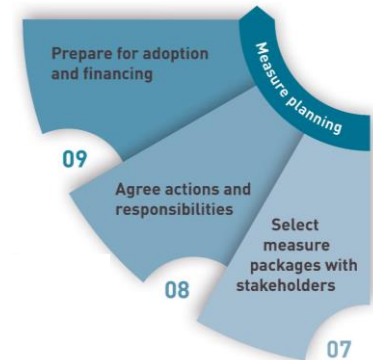 Prepare for adoption
and financing
Measure planning
09
Agree actions and
responsibilities
08
Select
measure
packages with
stakeholders
07